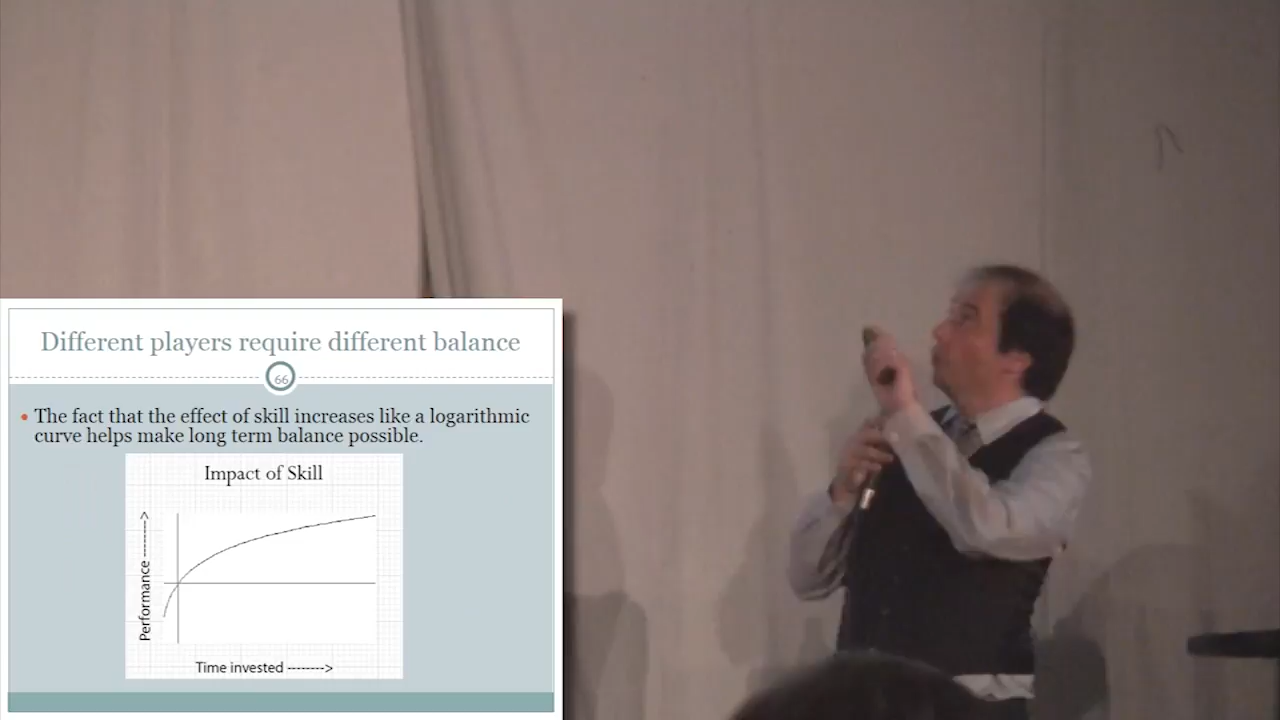 Different players require different balance
66
• The fact that the effect of skill increases like a logarithmic
curve helps make long term balance possible.
Impact of Skill
Performance ------->
Time invested -------->